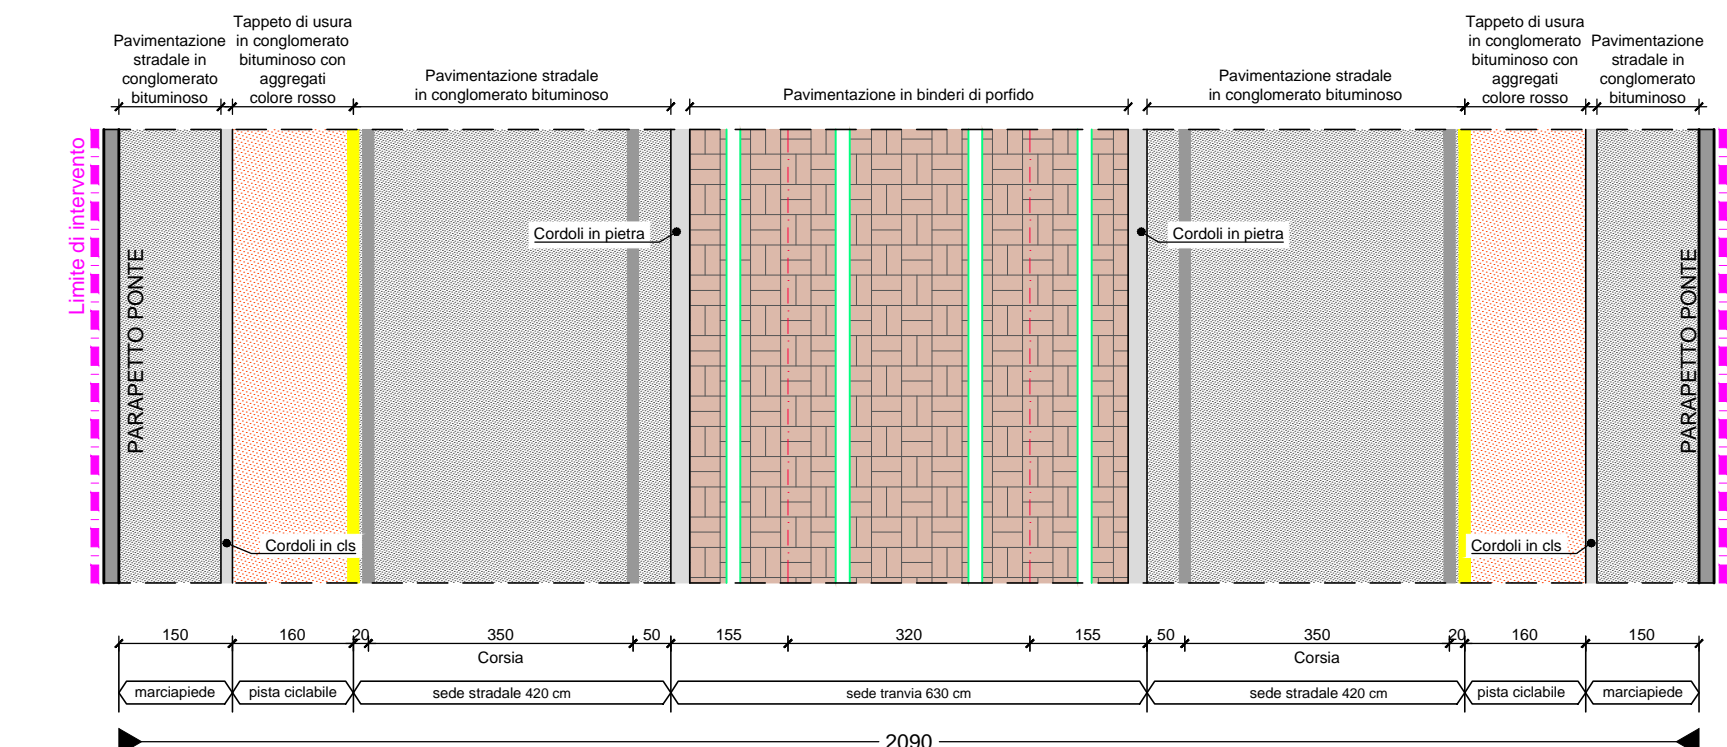 Pavimentazione
stradale in
conglomerato
bituminoso
Tappeto di usura
in conglomerato
bituminoso con
aggregati
colore rosso
Pavimentazione stradale
in conglomerato bituminoso
Pavimentazione in binderi di porfido
Pavimentazione stradale
in conglomerato bituminoso
Tappeto di usura
in conglomerato
bituminoso con
aggregati
colore rosso
Pavimentazione
stradale in
conglomerato
bituminoso
Limite di intervento
PARAPETTO PONTE
Cordoli in pietra
Cordoli in pietra
PARAPETTO PONTE
Cordoli in cls
Cordoli in cls
150 160 20 350 50 155 320 155 50 350 20 160 150
Corsia
Corsia
marciapiede
pista ciclabile
sede stradale 420 cm
sede tranvia 630 cm
sede stradale 420 cm
pista ciclabile
marciapiede
2090